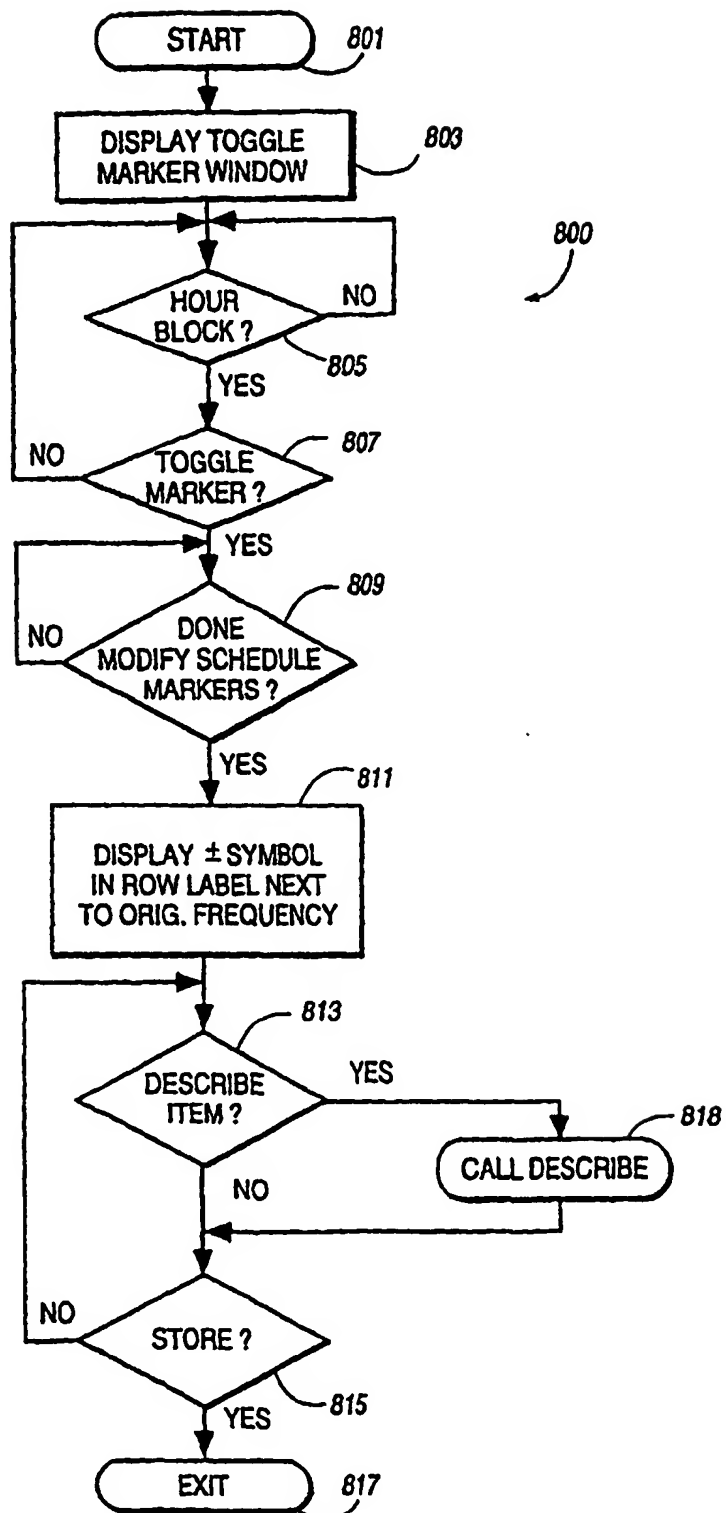 START
801
DISPLAY TOGGLE
MARKER WINDOW
803
800
HOUR
BLOCK ?
NO
805
YES
807
NO
TOGGLE
MARKER ?
YES
809
NO
DONE
MODIFY SCHEDULE
MARKERS ?
YES
811
DISPLAY ± SYMBOL
IN ROW LABEL NEXT
TO ORIG. FREQUENCY
813
DESCRIBE
ITEM ?
YES
818
CALL DESCRIBE
NO
NO
STORE ?
815
YES
EXIT
817